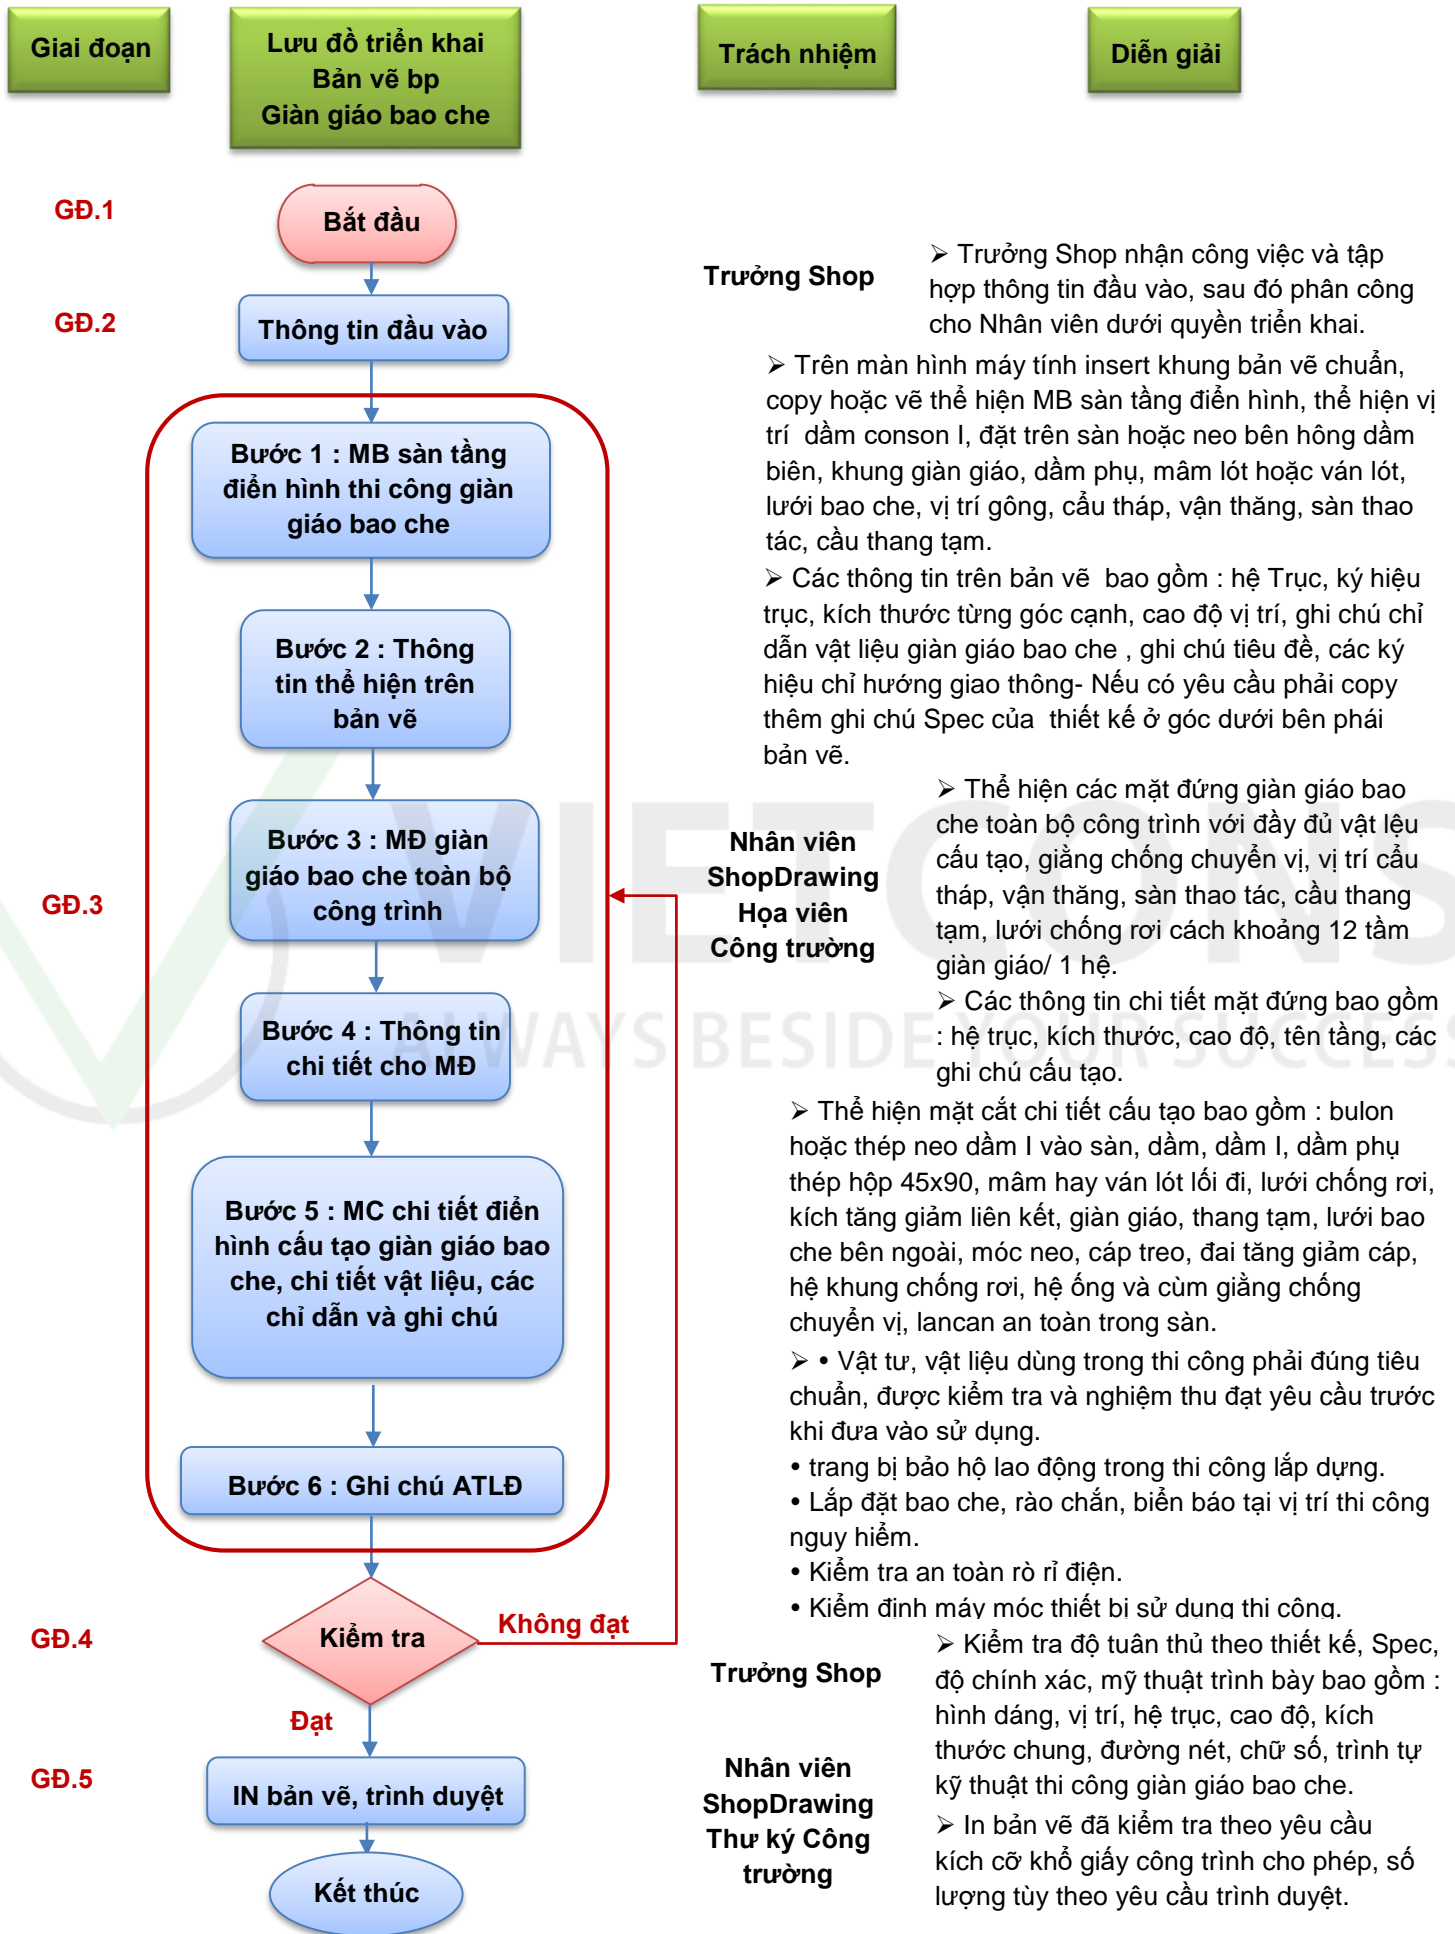 Giai đoạn
Lưu đồ triển khai
Bản vẽ bp
Giàn giáo bao che
Trách nhiệm
Diễn giải
GĐ.1
Bắt đầu
GĐ.2
Thông tin đầu vào
Trưởng Shop
➢ Trưởng Shop nhận công việc và tập
hợp thông tin đầu vào, sau đó phân công
cho Nhân viên dưới quyền triển khai.
GĐ.3
Bước 1 : MB sàn tầng
điển hình thi công giàn
giáo bao che
Bước 2 : Thông
tin thể hiện trên
bản vẽ
Bước 3 : MĐ giàn
giáo bao che toàn bộ
công trình
Bước 4 : Thông tin
chi tiết cho MĐ
Bước 5 : MC chi tiết điển
hình cấu tạo giàn giáo bao
che, chi tiết vật liệu, các
chỉ dẫn và ghi chú
Bước 6 : Ghi chú ATLĐ
Nhân viên
ShopDrawing
Họa viên
Công trường
➢ Trên màn hình máy tính insert khung bản vẽ chuẩn,
copy hoặc vẽ thể hiện MB sàn tầng điển hình, thể hiện vị
trí dầm conson I, đặt trên sàn hoặc neo bên hông dầm
biên, khung giàn giáo, dầm phụ, mâm lót hoặc ván lót,
lưới bao che, vị trí gông, cẩu tháp, vận thăng, sàn thao
tác, cầu thang tạm.
➢ Các thông tin trên bản vẽ bao gồm : hệ Trục, ký hiệu
trục, kích thước từng góc cạnh, cao độ vị trí, ghi chú chỉ
dẫn vật liệu giàn giáo bao che , ghi chú tiêu đề, các ký
hiệu chỉ hướng giao thông- Nếu có yêu cầu phải copy
thêm ghi chú Spec của thiết kế ở góc dưới bên phái
bản vẽ.
➢ Thể hiện các mặt đứng giàn giáo bao
che toàn bộ công trình với đầy đủ vật lệu
cấu tạo, giằng chống chuyển vị, vị trí cẩu
tháp, vận thăng, sàn thao tác, cầu thang
tạm, lưới chống rơi cách khoảng 12 tầm
giàn giáo/ 1 hệ.
➢ Các thông tin chi tiết mặt đứng bao gồm
: hệ trục, kích thước, cao độ, tên tầng, các
ghi chú cấu tạo.
➢ Thể hiện mặt cắt chi tiết cấu tạo bao gồm : bulon
hoặc thép neo dầm I vào sàn, dầm, dầm I, dầm phụ
thép hộp 45x90, mâm hay ván lót lối đi, lưới chống rơi,
kích tăng giảm liên kết, giàn giáo, thang tạm, lưới bao
che bên ngoài, móc neo, cáp treo, đai tăng giảm cáp,
hệ khung chống rơi, hệ ống và cùm giằng chống
chuyển vị, lancan an toàn trong sàn.
➢ • Vật tư, vật liệu dùng trong thi công phải đúng tiêu
chuẩn, được kiểm tra và nghiệm thu đạt yêu cầu trước
khi đưa vào sử dụng.
• trang bị bảo hộ lao động trong thi công lắp dựng.
• Lắp đặt bao che, rào chắn, biển báo tại vị trí thi công
nguy hiểm.
• Kiểm tra an toàn rò rỉ điện.
• Kiểm định máy móc thiết bị sử dụng thi công.
GĐ.4
Kiểm tra
Không đạt
Đạt
Trưởng Shop
➢ Kiểm tra độ tuân thủ theo thiết kế, Spec,
độ chính xác, mỹ thuật trình bày bao gồm :
hình dáng, vị trí, hệ trục, cao độ, kích
thước chung, đường nét, chữ số, trình tự
kỹ thuật thi công giàn giáo bao che.
GĐ.5
IN bản vẽ, trình duyệt
Nhân viên
ShopDrawing
Thư ký Công
trường
➢ In bản vẽ đã kiểm tra theo yêu cầu
kích cỡ khổ giấy công trình cho phép, số
lượng tùy theo yêu cầu trình duyệt.
Kết thúc
VIETCONS
ALWAYS BESIDE YOUR SUCCESS